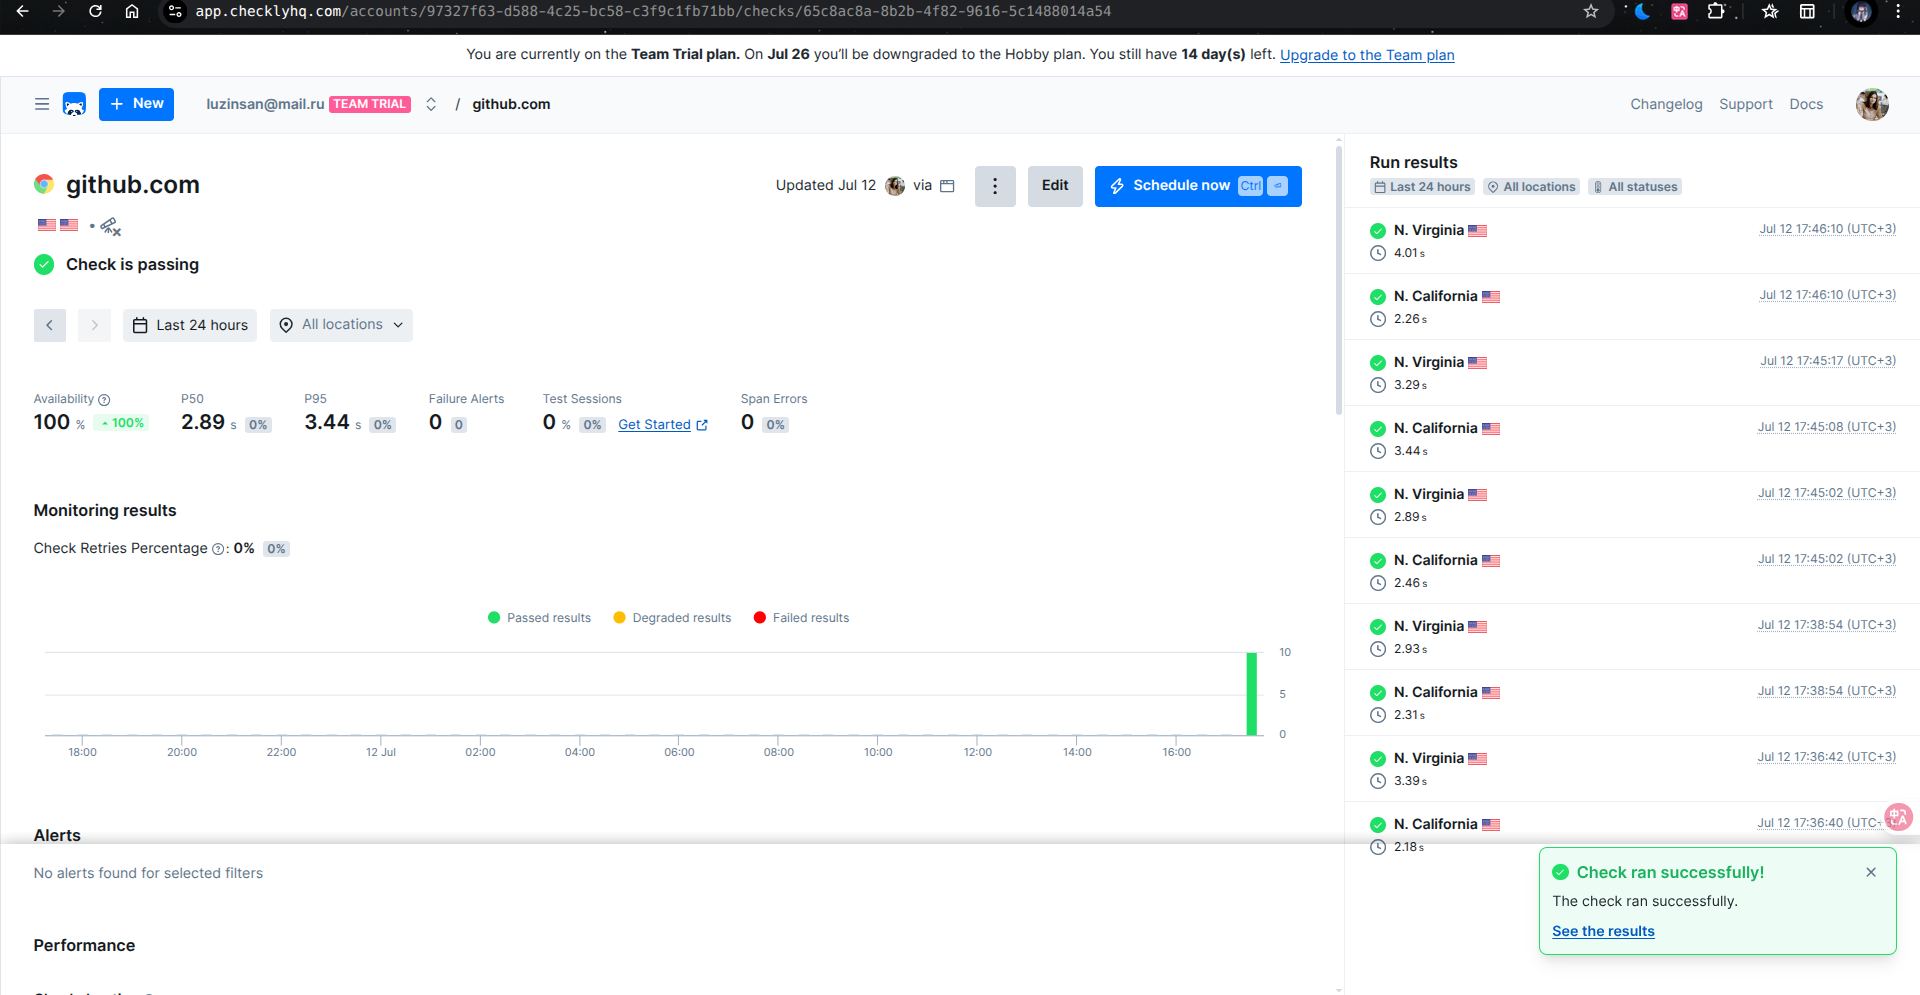 app.checklyhq.com/accounts/97327f63-d588-4c25-bc58-c3f9c1fb71bb/checks/65c8ac8a-8b2b-4f82-9616-5c1488014a54
You are currently on the Team Trial plan. On Jul 26 you'll be downgraded to the Hobby plan. You still have 14 day(s) left. Upgrade to the Team plan
New
luzinsan@mail.ru TEAM TRIAL / github.com
Changelog Support Docs
github.com
Updated Jul 12 via
Edit
Schedule now Ctrl
Check is passing
Last 24 hours
All locations
Availability
100 % 100%
P50
2.89 s 0%
P95
3.44 s 0%
Failure Alerts
0 0
Test Sessions
0 % 0% Get Started
Span Errors
0 0%
Monitoring results
Check Retries Percentage : 0% 0%
Passed results Degraded results Failed results
10
5
0
18:00 20:00 22:00 12 Jul 02:00 04:00 06:00 08:00 10:00 12:00 14:00 16:00
Alerts
No alerts found for selected filters
Performance
Run results
Last 24 hours All locations All statuses
N. Virginia Jul 12 17:46:10 (UTC+3)
4.01 s
N. California Jul 12 17:46:10 (UTC+3)
2.26 s
N. Virginia Jul 12 17:45:17 (UTC+3)
3.29 s
N. California Jul 12 17:45:08 (UTC+3)
3.44 s
N. Virginia Jul 12 17:45:02 (UTC+3)
2.89 s
N. California Jul 12 17:45:02 (UTC+3)
2.46 s
N. Virginia Jul 12 17:38:54 (UTC+3)
2.93 s
N. California Jul 12 17:38:54 (UTC+3)
2.31 s
N. Virginia Jul 12 17:36:42 (UTC+3)
3.39 s
N. California Jul 12 17:36:40 (UTC+
2.18 s
Check ran successfully!
The check ran successfully.
See the results